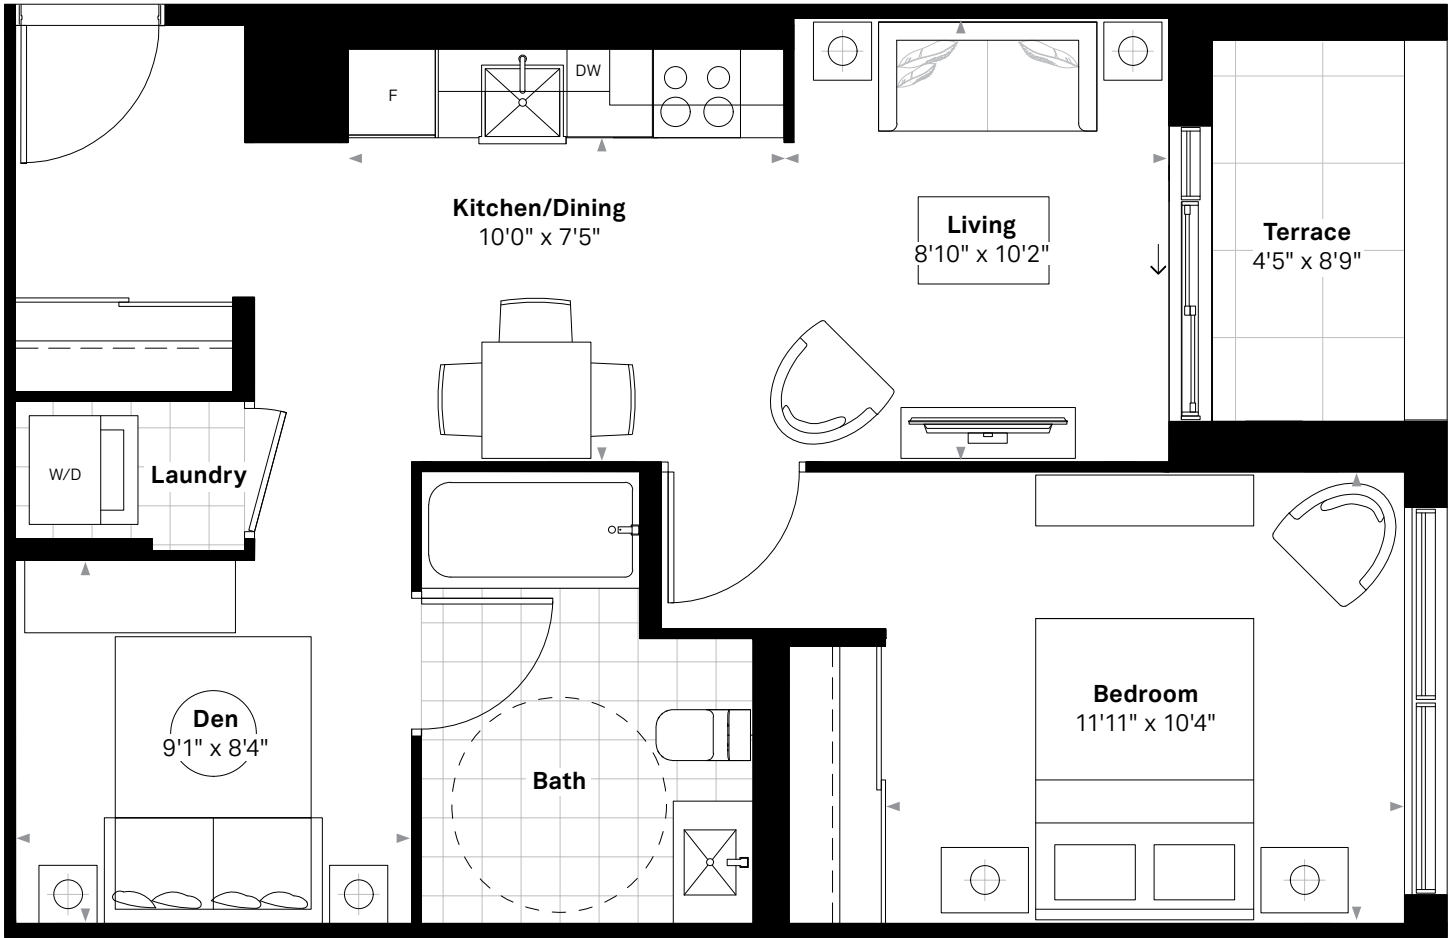 F
DW
Kitchen/Dining
10'0" x 7'5"
Living
8'10" x 10'2"
Terrace
4'5" x 8'9"
W/D
Laundry
Den
9'1" x 8'4"
Bath
Bedroom
11'11" x 10'4"